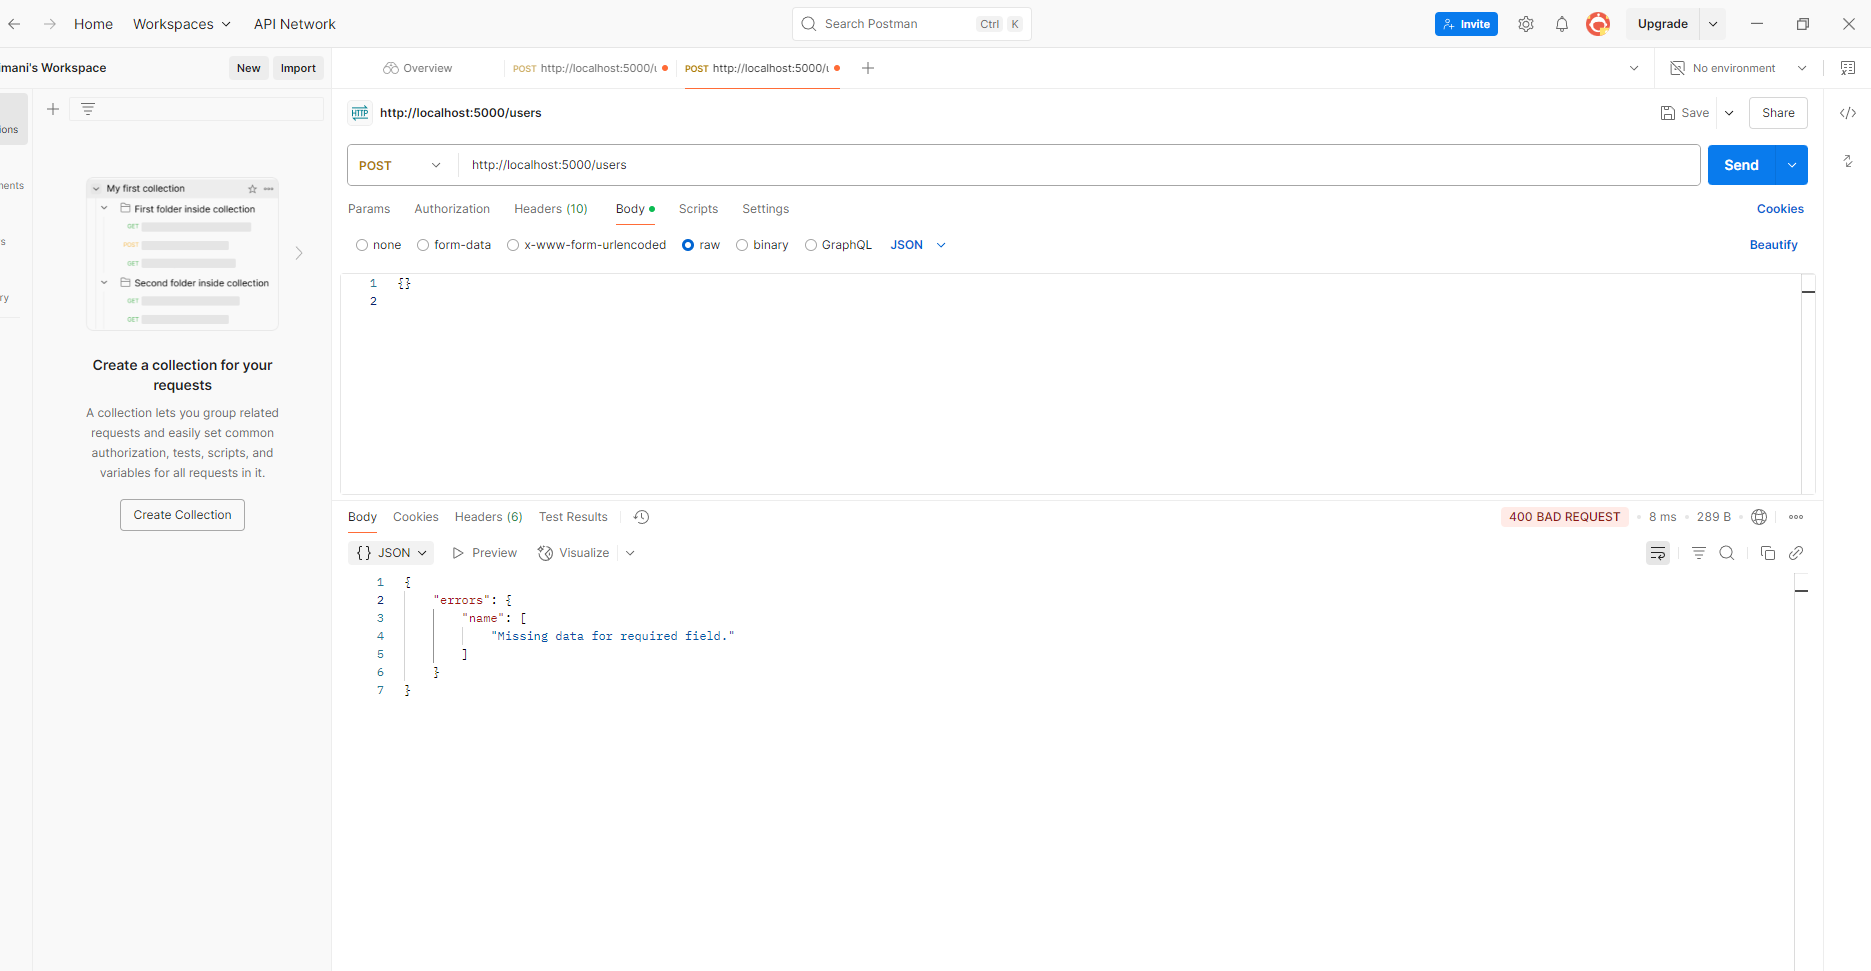 Home Workspaces API Network Search Postman Ctrl K Invite Upgrade
imani's Workspace New Import Overview POST http://localhost:5000/u POST http://localhost:5000/u No environment
ions
nents
s
ry
My first collection
First folder inside collection
GET
POST
GET
Second folder inside collection
GET
GET
Create a collection for your
requests
A collection lets you group related
requests and easily set common
authorization, tests, scripts, and
variables for all requests in it.
Create Collection
HTTP http://localhost:5000/users Save Share </>
POST http://localhost:5000/users Send
Params Authorization Headers (10) Body Scripts Settings Cookies
none form-data x-www-form-urlencoded raw binary GraphQL JSON Beautify
1 {}
2
Body Cookies Headers (6) Test Results 400 BAD REQUEST 8 ms 289 B
{} JSON Preview Visualize
1 {
2 "errors": {
3 "name": [
4 "Missing data for required field."
5 ]
6 }
7 }